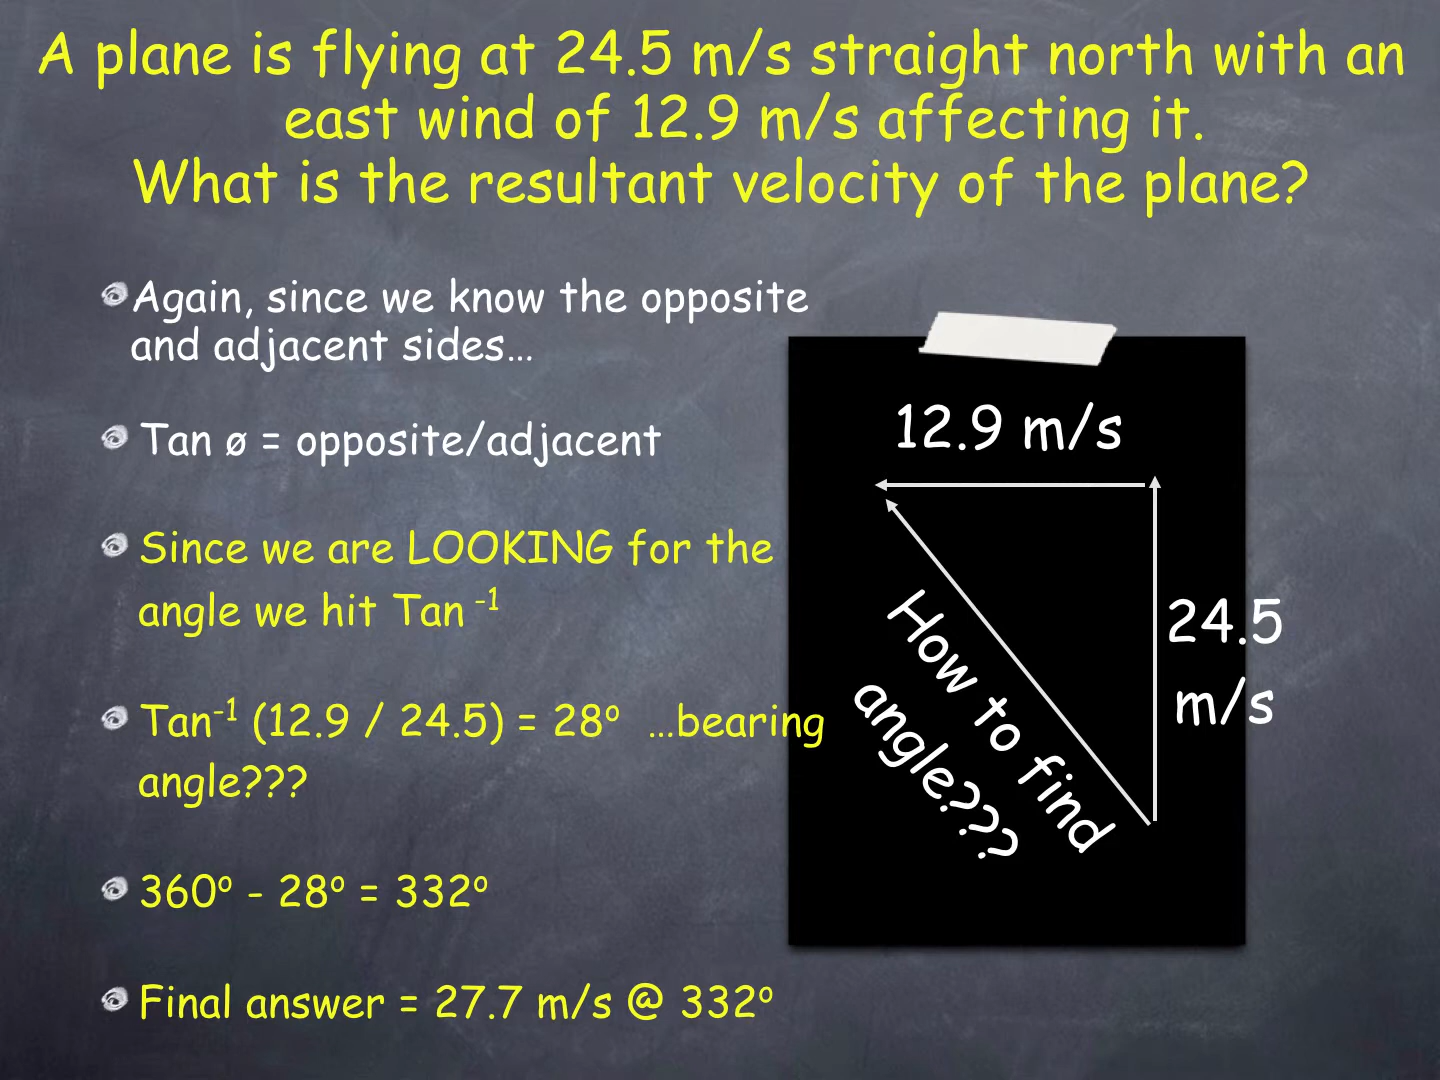 A plane is flying at 24.5 m/s straight north with an
east wind of 12.9 m/s affecting it.
What is the resultant velocity of the plane?
Again, since we know the opposite
and adjacent sides…
Tan ø = opposite/adjacent
Since we are LOOKING for the
angle we hit Tan ⁻¹
Tan⁻¹ (12.9 / 24.5) = 28º …bearing
angle???
360º - 28º = 332º
Final answer = 27.7 m/s @ 332º
12.9 m/s
24.5
m/s
How to find
angle???